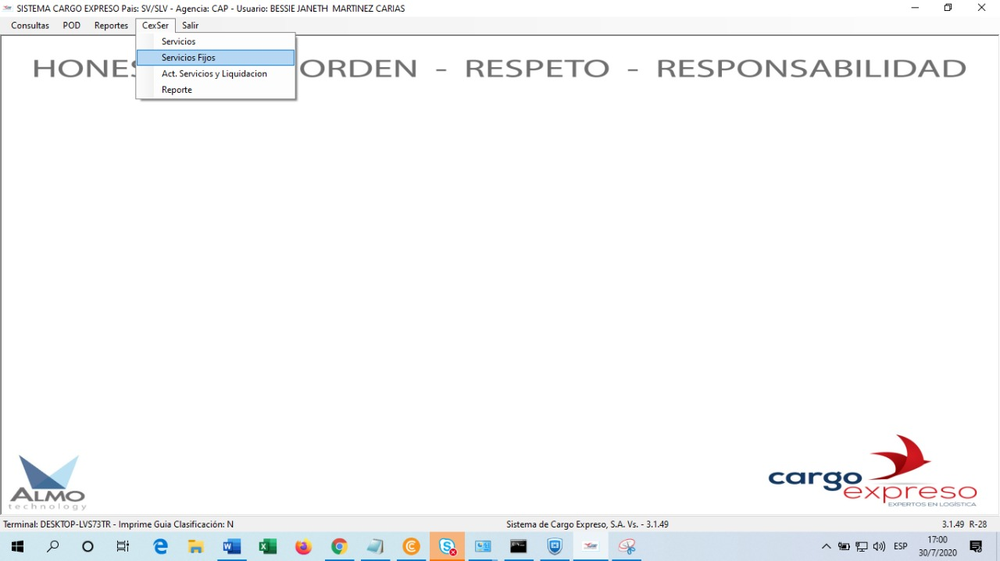 SISTEMA CARGO EXPRESO Pais: SV/SLV - Agencia: CAP - Usuario: BESSIE JANETH MARTINEZ CARIAS
Consultas POD Reportes CexSer Salir
Servicios
Servicios Fijos
Act. Servicios y Liquidacion
Reporte
HONES ORDEN - RESPETO - RESPONSABILIDAD
ALMO
technology
cargo
expreso
EXPERTOS EN LOGÍSTICA
Terminal: DESKTOP-LVS73TR - Imprime Guia Clasificación: N Sistema de Cargo Expreso, S.A. Vs. - 3.1.49 3.1.49 R-28
ESP
17:00
30/7/2020